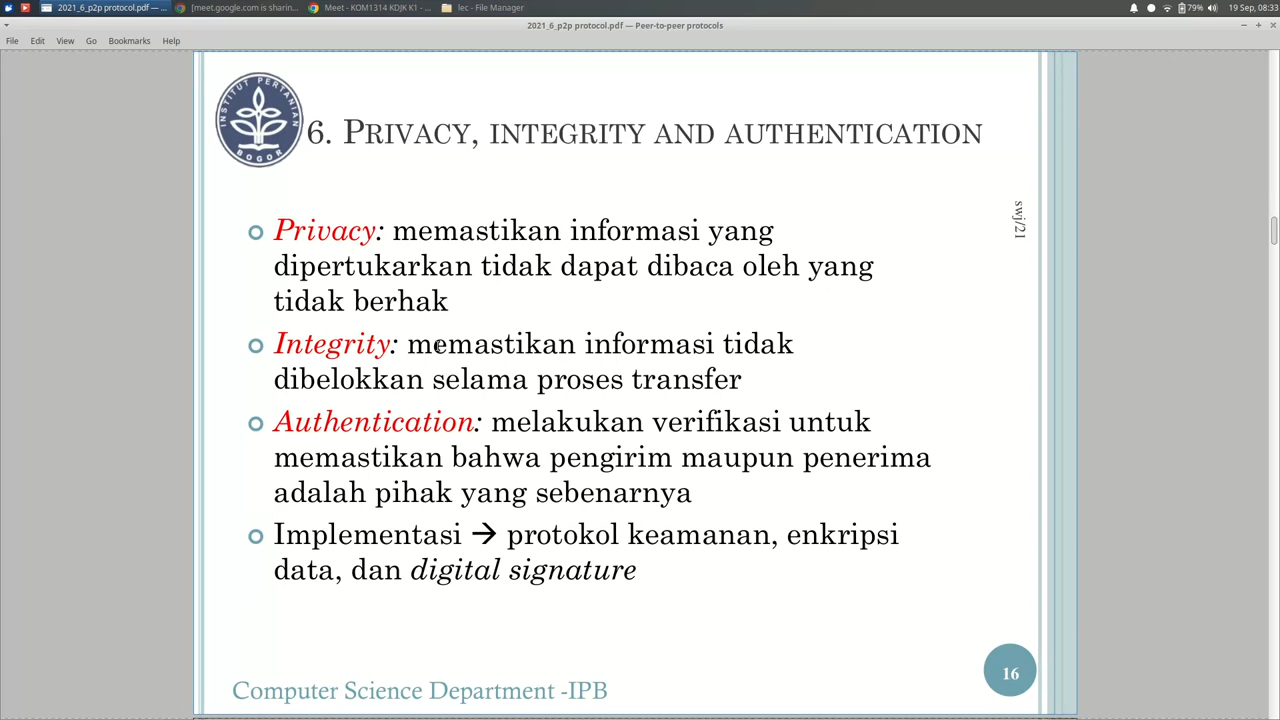 2021_6_p2p protocol.pdf — ...
[meet.google.com is sharin...
Meet - KOM1314 KDJK K1 - ...
lec - File Manager
79%
19 Sep, 08:33
2021_6_p2p protocol.pdf — Peer-to-peer protocols
File Edit View Go Bookmarks Help
INSTITUT PERTANIAN
BOGOR
6. PRIVACY, INTEGRITY AND AUTHENTICATION
swj/21
Privacy: memastikan informasi yang
dipertukarkan tidak dapat dibaca oleh yang
tidak berhak
Integrity: memastikan informasi tidak
dibelokkan selama proses transfer
Authentication: melakukan verifikasi untuk
memastikan bahwa pengirim maupun penerima
adalah pihak yang sebenarnya
Implementasi → protokol keamanan, enkripsi
data, dan digital signature
16
Computer Science Department -IPB